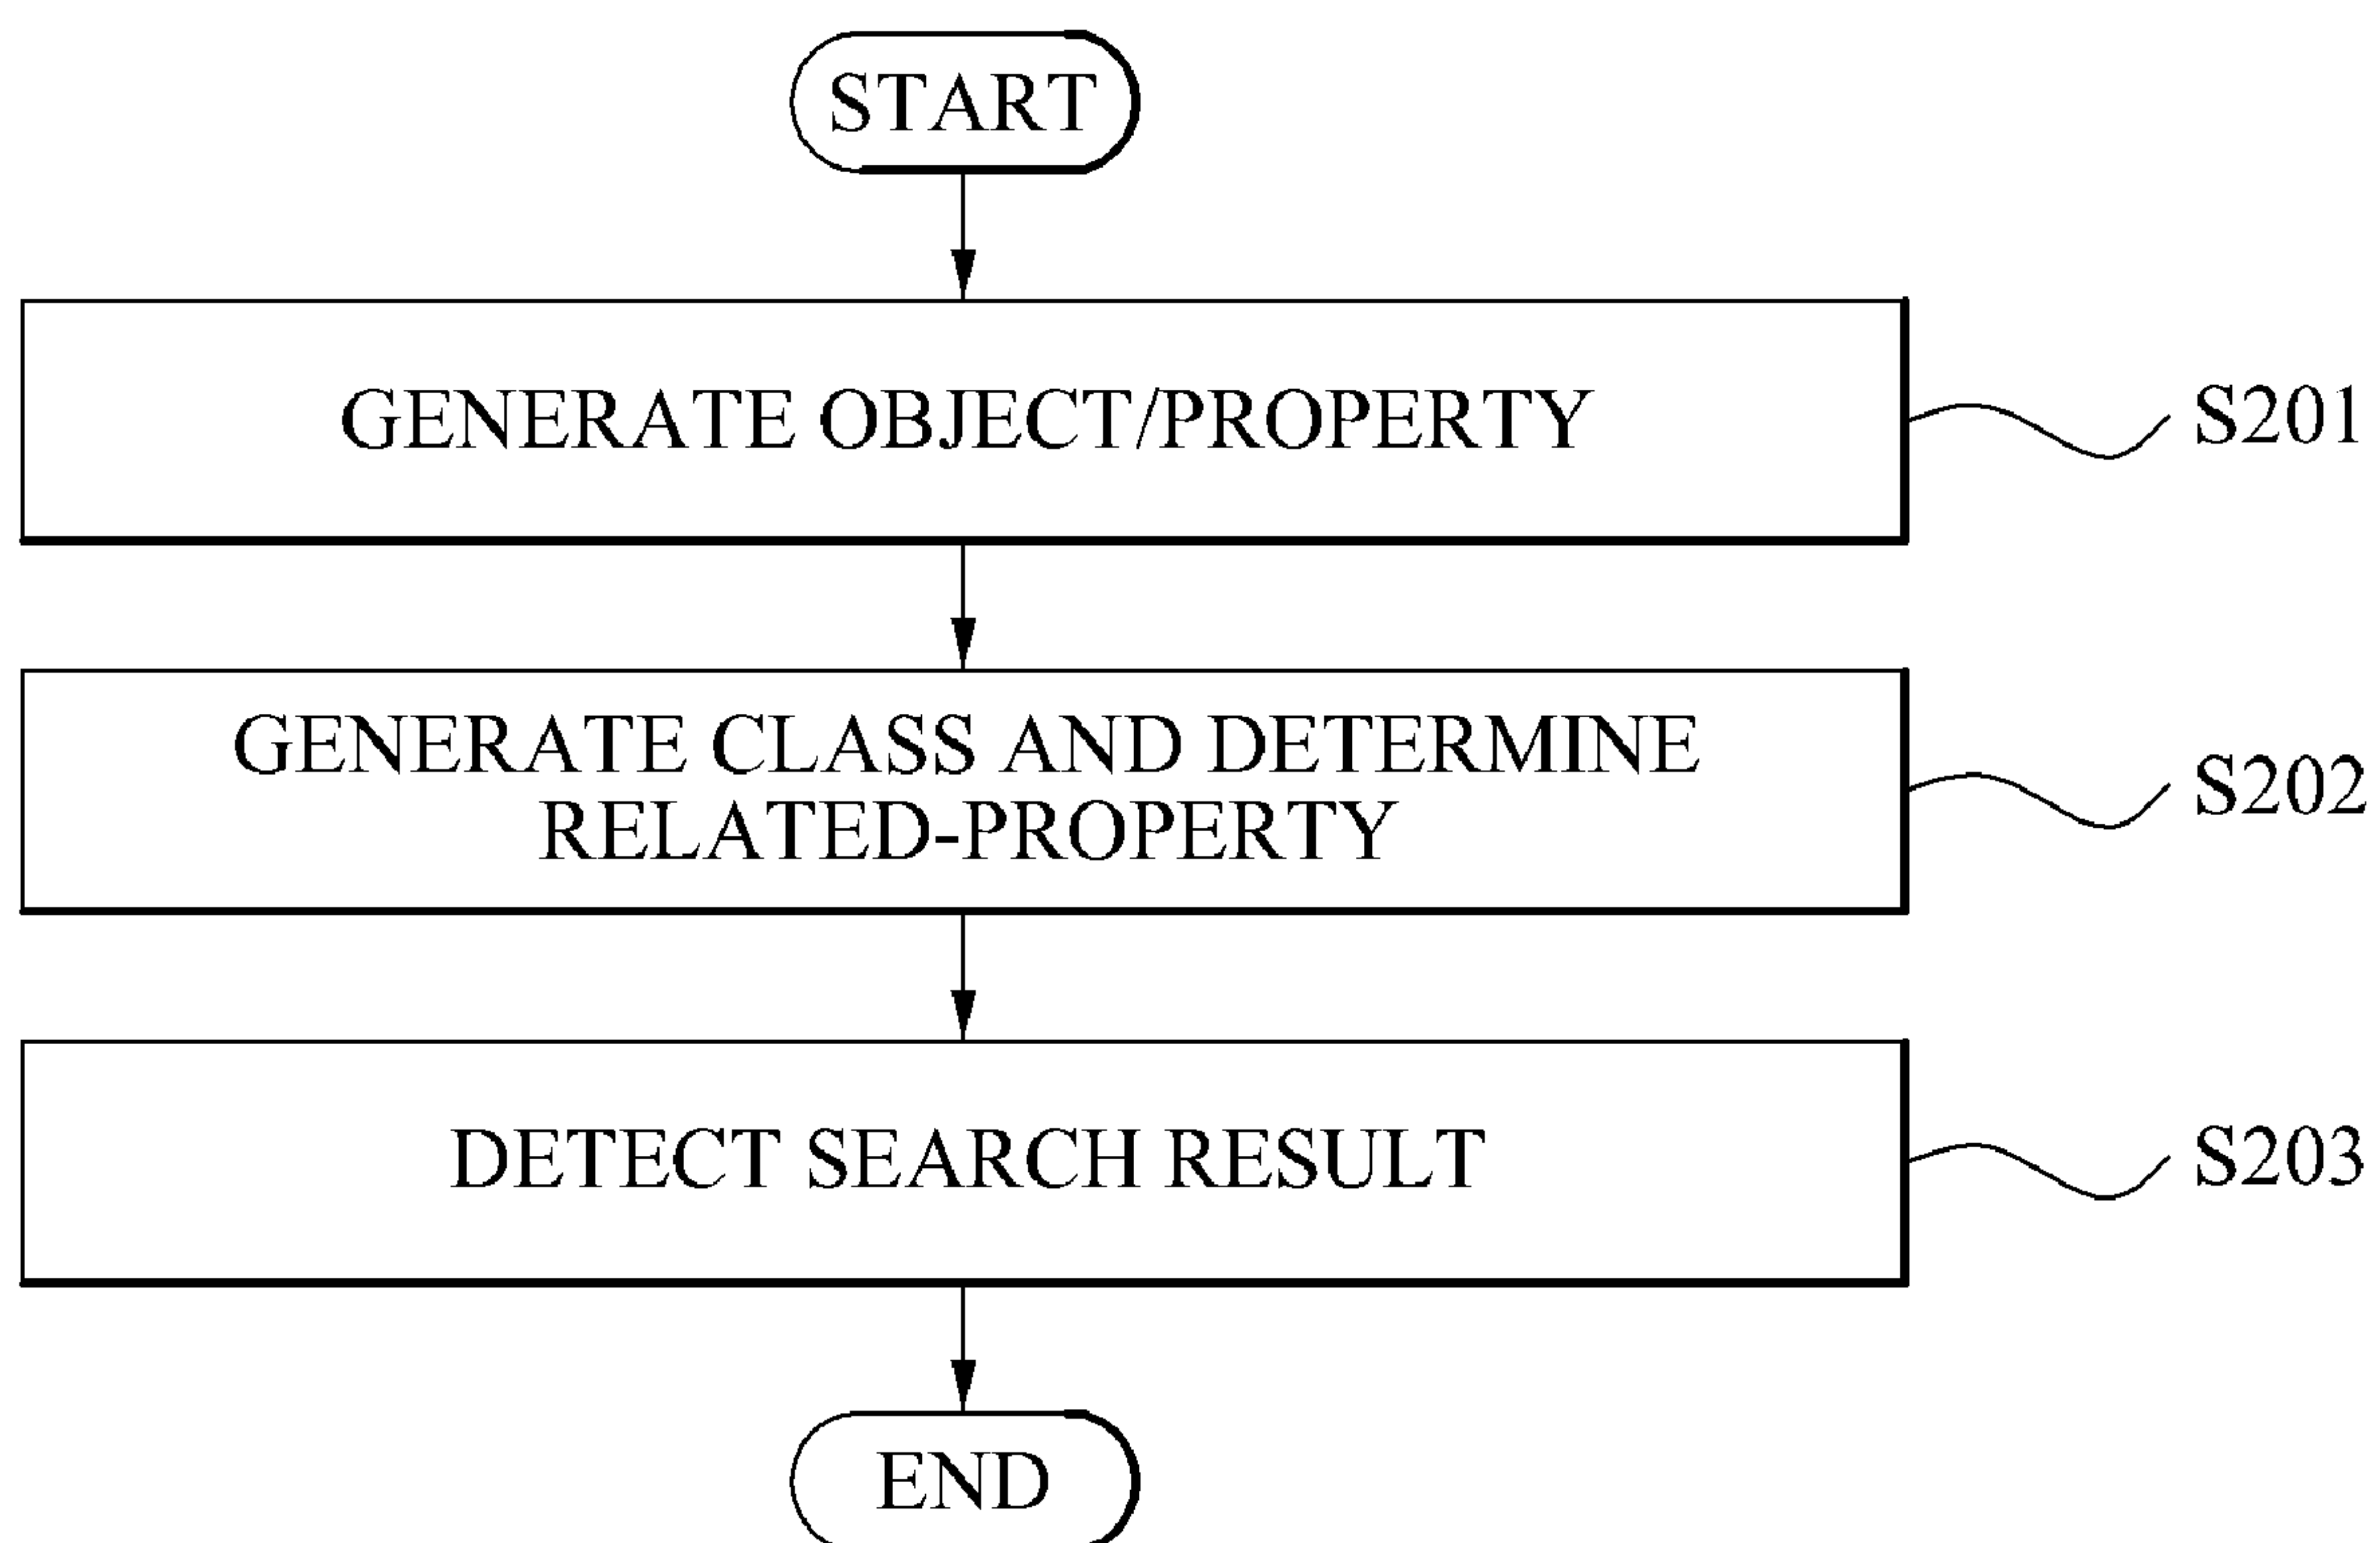 START
GENERATE OBJECT/PROPERTY
S201
GENERATE CLASS AND DETERMINE
RELATED-PROPERTY
S202
DETECT SEARCH RESULT
S203
END